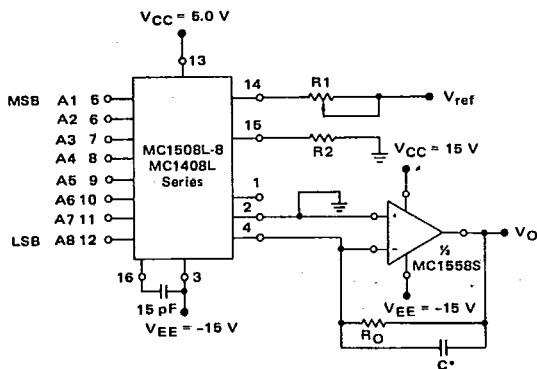 VCC = 5.0 V
13
MSB A1 5
A2 6
A3 7
A4 8
A5 9
A6 10
A7 11
LSB A8 12
MC1508L-8
MC1408L
Series
14
R1
Vref
15
R2
1
2
4
VCC = 15 V
+
−
½
MC1558S
VO
VEE = -15 V
16
3
15 pF
VEE = -15 V
RO
C*